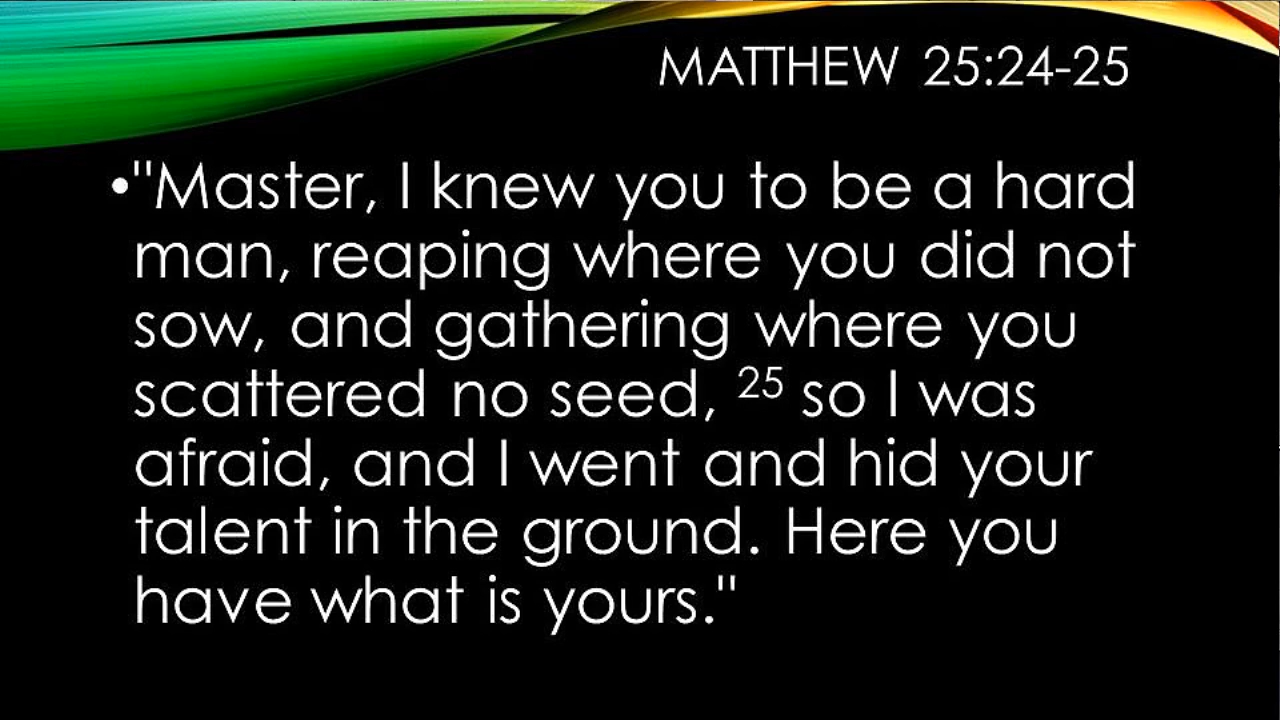 MATTHEW 25:24-25
•"Master, I knew you to be a hard
man, reaping where you did not
sow, and gathering where you
scattered no seed, ²⁵ so I was
afraid, and I went and hid your
talent in the ground. Here you
have what is yours."